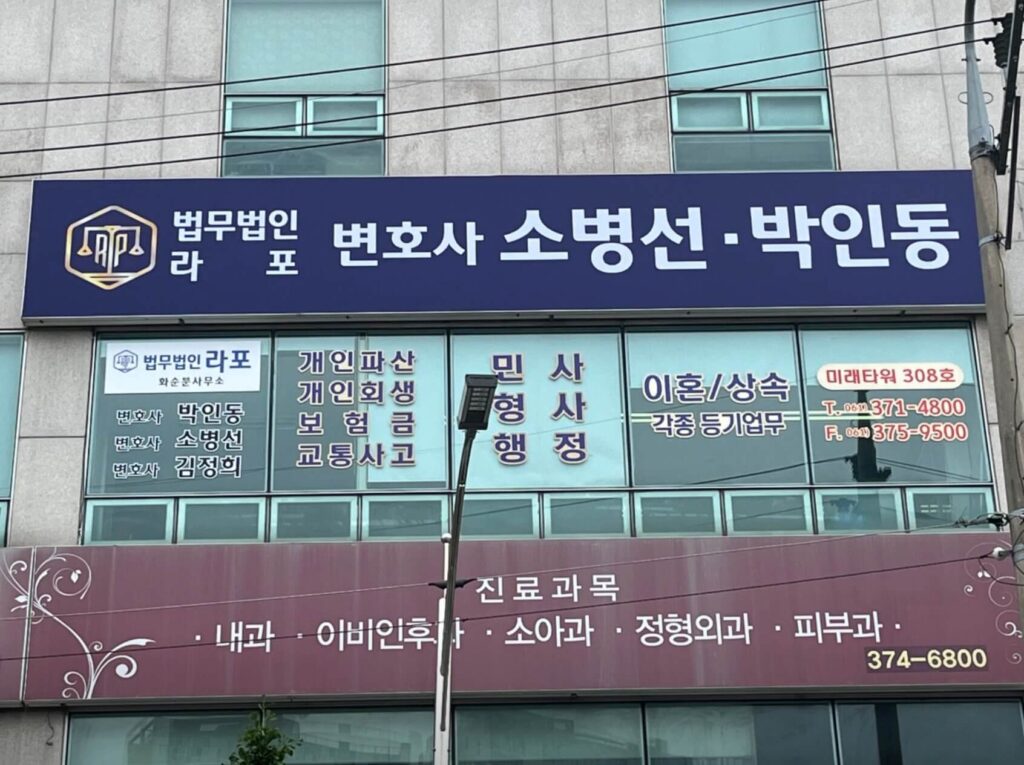 법무법인
라 포
변호사 소병선 · 박인동
RP
법무법인 라포
화순분사무소
변호사 박인동
변호사 소병선
변호사 김정희
개인파산
개인회생
보험금
교통사고
민 사
형 사
행 정
이혼/상속
각종 등기업무
미래타워 308호
T. 061) 371-4800
F. 061) 375-9500
진료과목
· 내과 · 이비인후과 · 소아과 · 정형외과 · 피부과 ·
374-6800